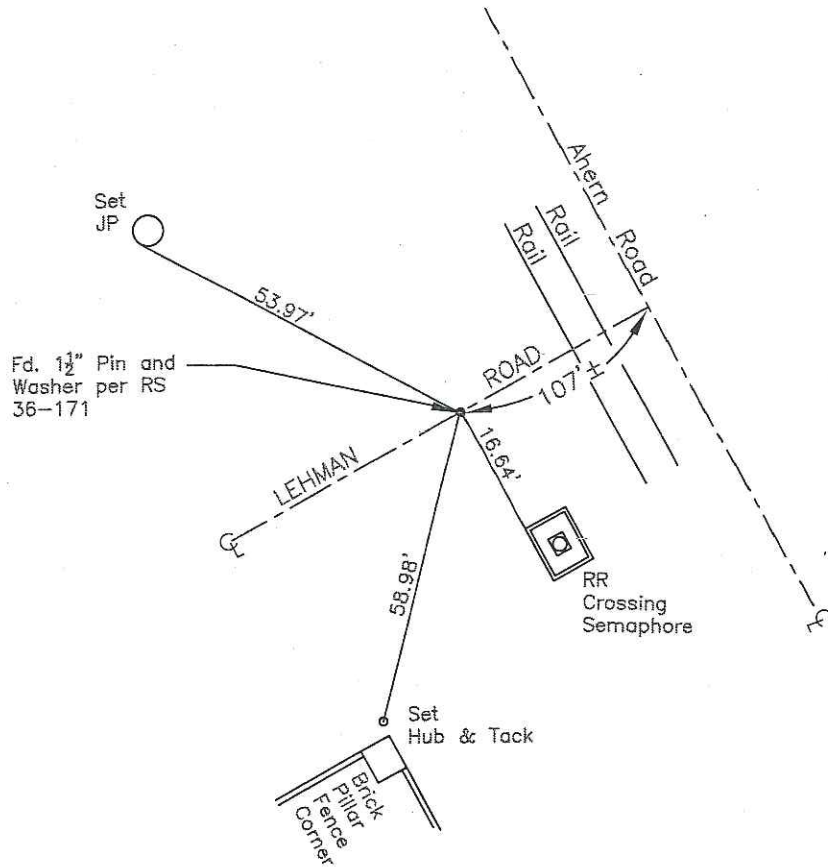 Ahern Road
Rail
Rail
Set
JP
53.97'
Fd. 1½" Pin and
Washer per RS
36-171
ROAD
107'±
LEHMAN
16.64'
℄
58.98'
RR
Crossing
Semaphore
℄
Set
Hub & Tack
Brick
Pillar
Fence
Corner